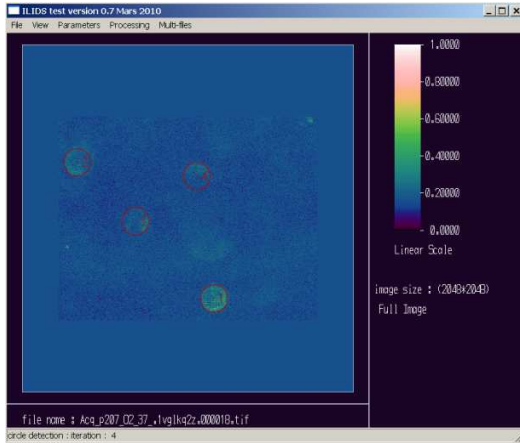 ILIDS test version 0.7 Mars 2010
File View Parameters Processing Multi-files
1.0000
0.80000
0.60000
0.40000
0.20000
0.0000
Linear Scale
image size : (2048*2048)
Full Image
file name : Acq_p207_02_37_.1vglkq2z.000018.tif
circle detection : iteration : 4